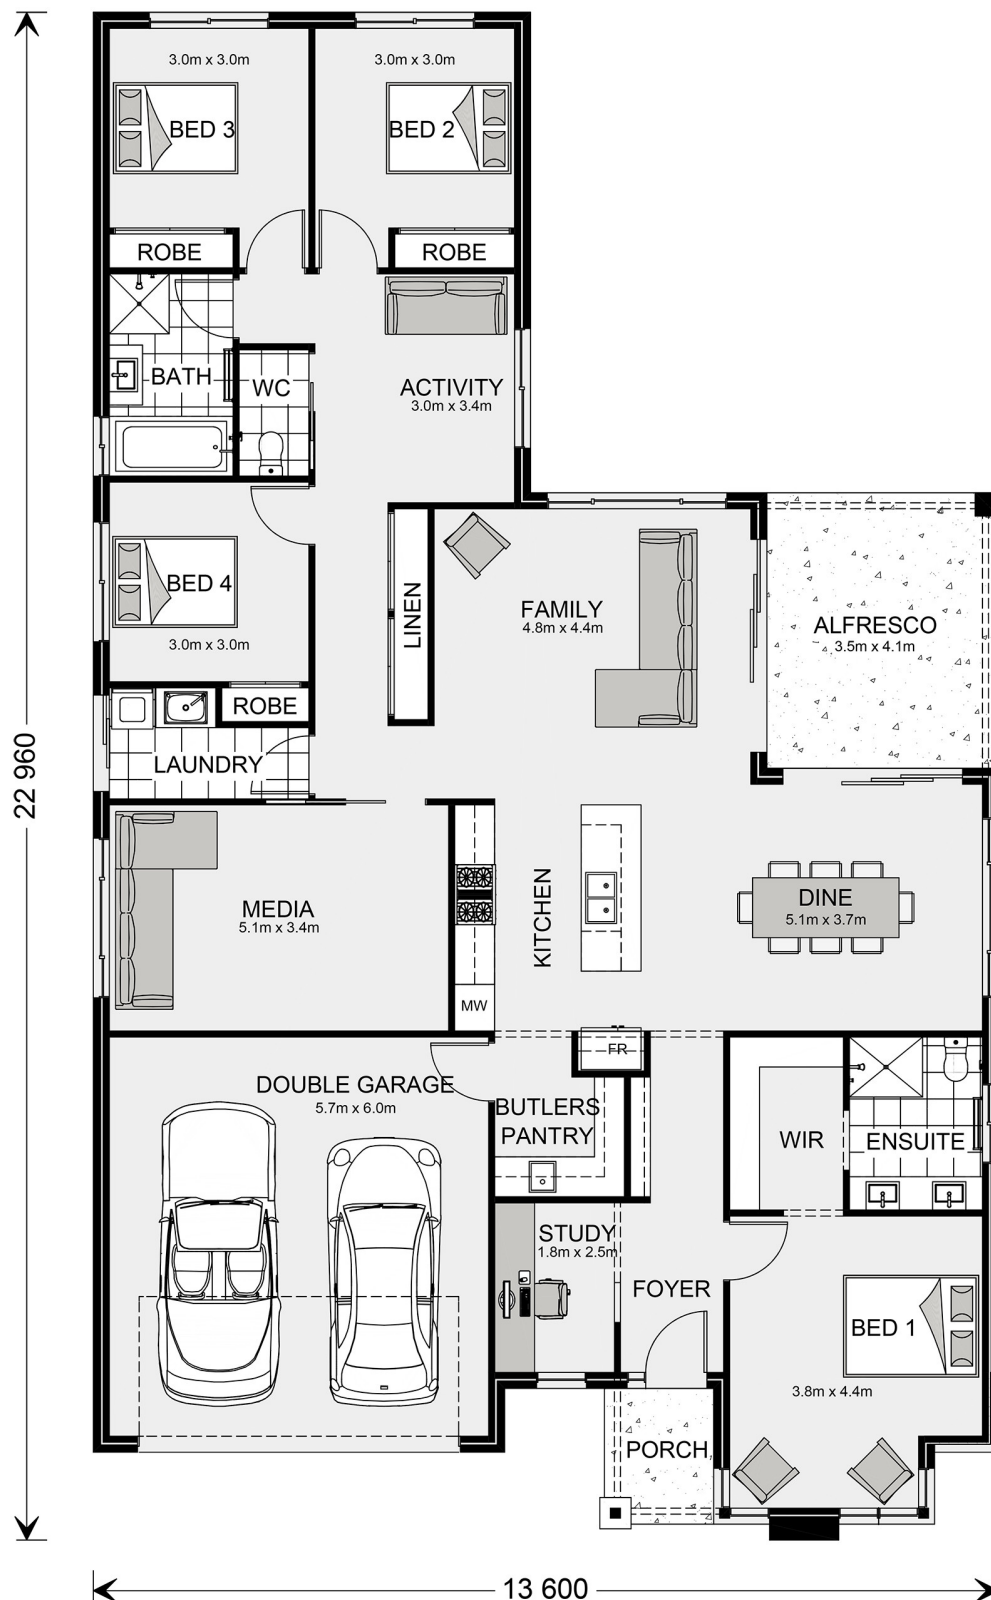 3.0m x 3.0m
3.0m x 3.0m
BED 3
BED 2
ROBE
ROBE
BATH
WC
ACTIVITY
3.0m x 3.4m
BED 4
3.0m x 3.0m
LINEN
FAMILY
4.8m x 4.4m
ALFRESCO
3.5m x 4.1m
ROBE
LAUNDRY
22 960
MEDIA
5.1m x 3.4m
KITCHEN
DINE
5.1m x 3.7m
MW
FR
DOUBLE GARAGE
5.7m x 6.0m
BUTLERS
PANTRY
WIR
ENSUITE
STUDY
1.8m x 2.5m
FOYER
BED 1
3.8m x 4.4m
PORCH
13 600